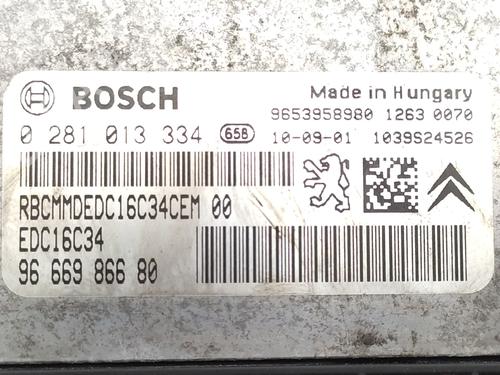 BOSCH
Made in Hungary
9653958980 1263 0070
0 281 013 334 658 10-09-01 1039S24526
RBCMMDEDC16C34CEM 00
EDC16C34
96 669 866 80